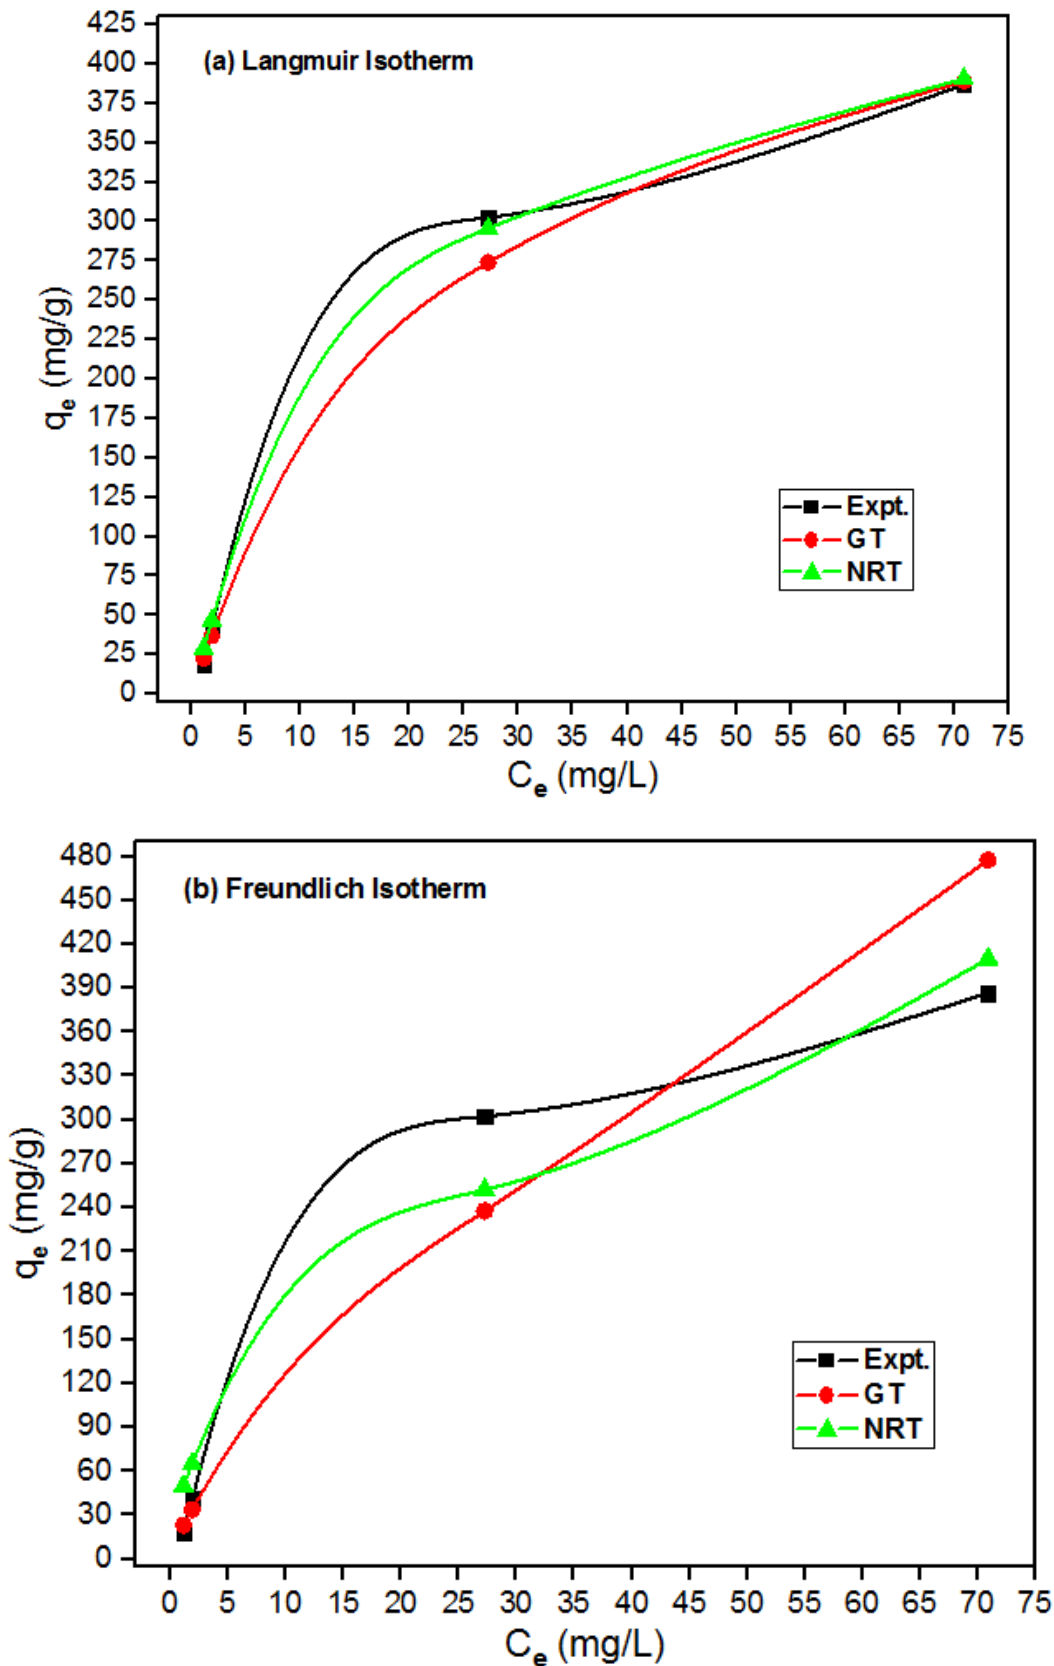 (a) Langmuir Isotherm
425
400
375
350
325
300
275
250
225
200
175
150
125
100
75
50
25
0
qe (mg/g)
Expt.
GT
NRT
0 5 10 15 20 25 30 35 40 45 50 55 60 65 70 75
Ce (mg/L)
(b) Freundlich Isotherm
480
450
420
390
360
330
300
270
240
210
180
150
120
90
60
30
0
qe (mg/g)
Expt.
GT
NRT
0 5 10 15 20 25 30 35 40 45 50 55 60 65 70 75
Ce (mg/L)